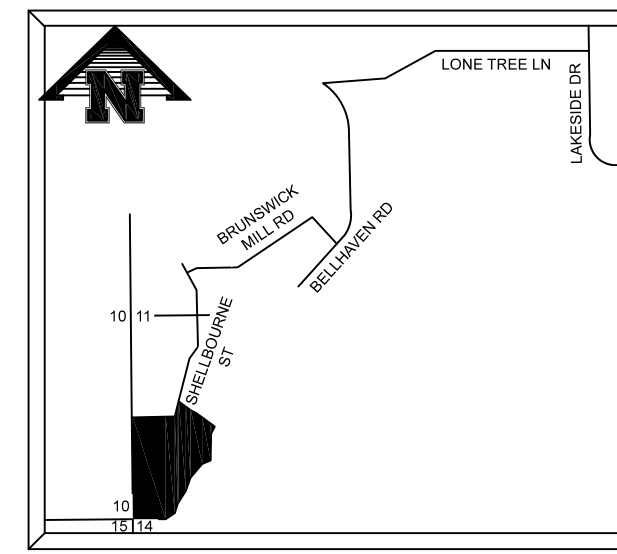 N
LONE TREE LN
LAKESIDE DR
BRUNSWICK
MILL RD
BELLHAVEN RD
10 11
SHELLBOURNE
ST
10
15 14